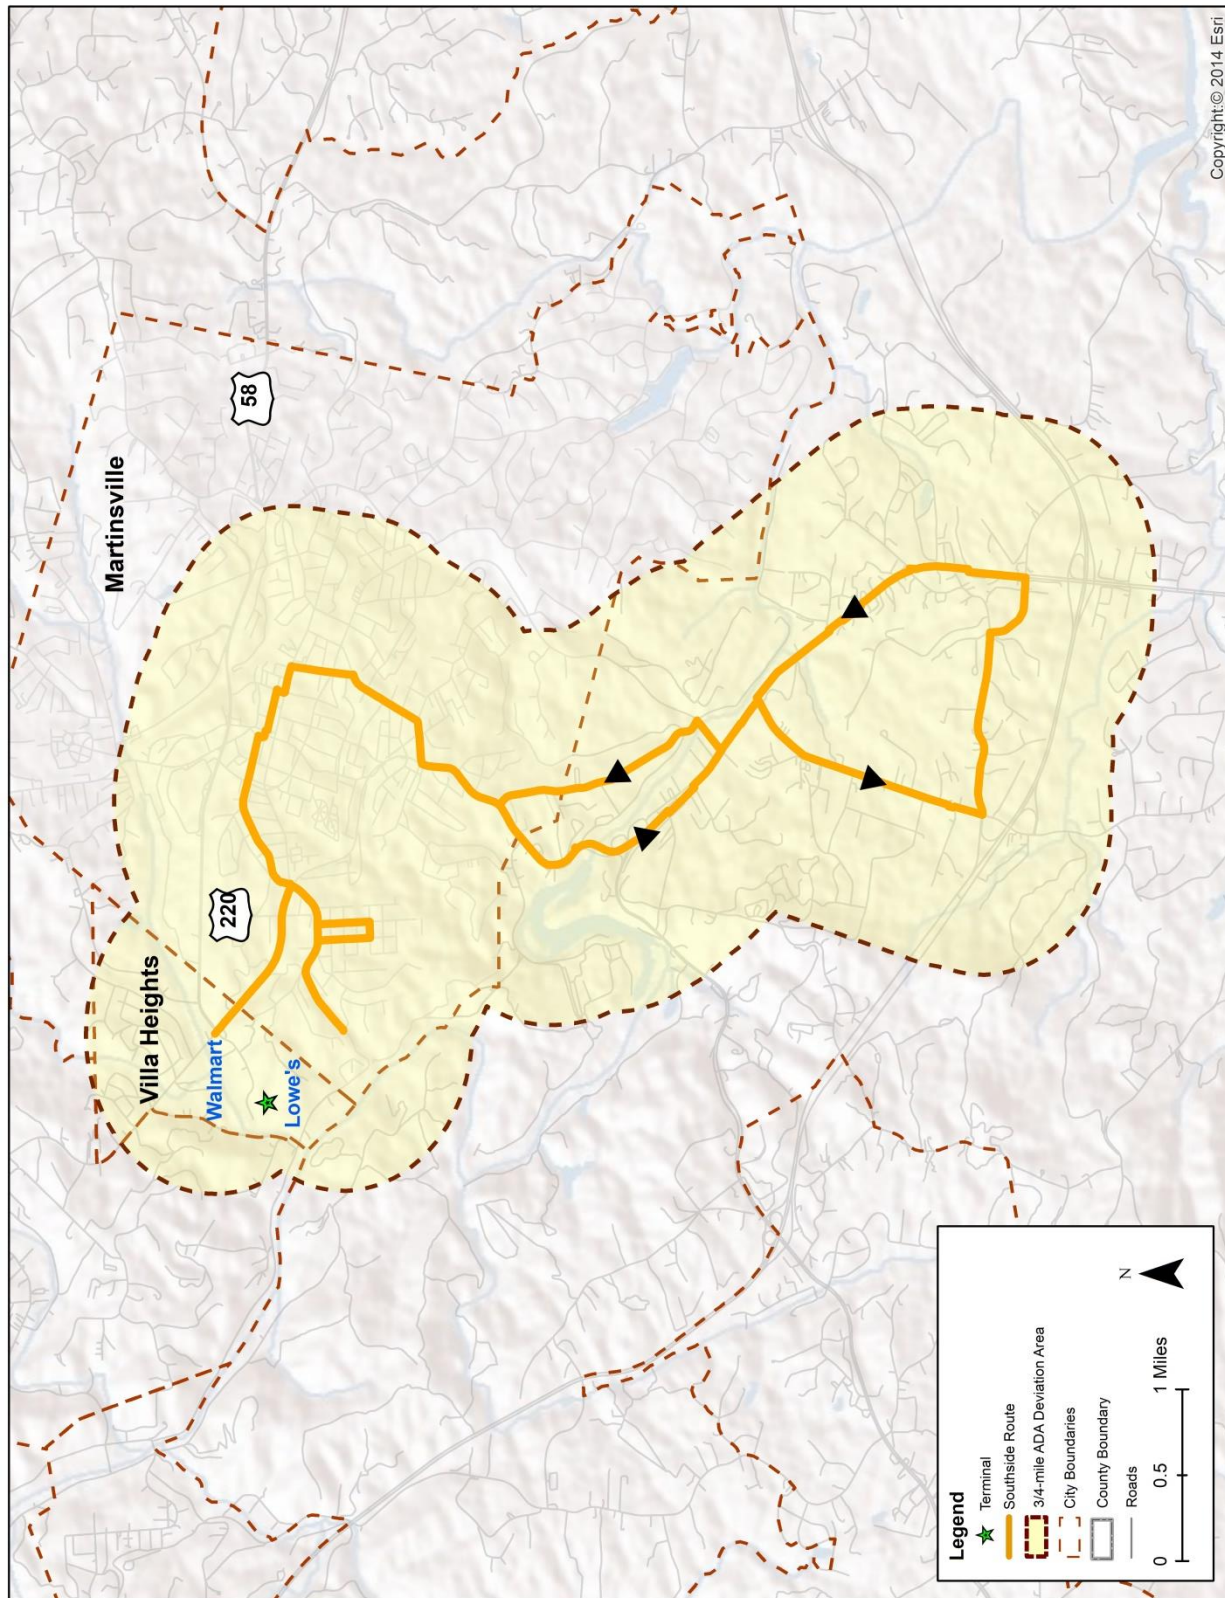 Martinsville
58
220
Villa Heights
Walmart
Lowe's
Legend
Terminal
Southside Route
3/4-mile ADA Deviation Area
City Boundaries
County Boundary
Roads
0 0.5 1 Miles
N
Copyright:© 2014 Esri